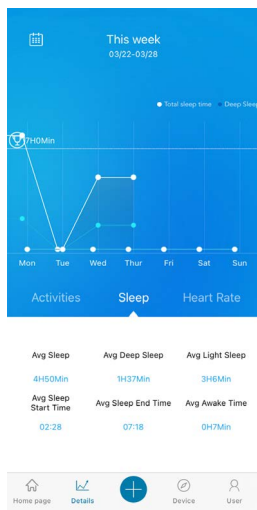 This week
03/22-03/28
Total sleep time Deep Sleep
7H0Min
Mon Tue Wed Thur Fri Sat Sun
Activities Sleep Heart Rate
Avg Sleep Avg Deep Sleep Avg Light Sleep
4H50Min 1H37Min 3H6Min
Avg Sleep
Start Time Avg Sleep End Time Avg Awake Time
02:28 07:18 0H7Min
Home page Details Device User